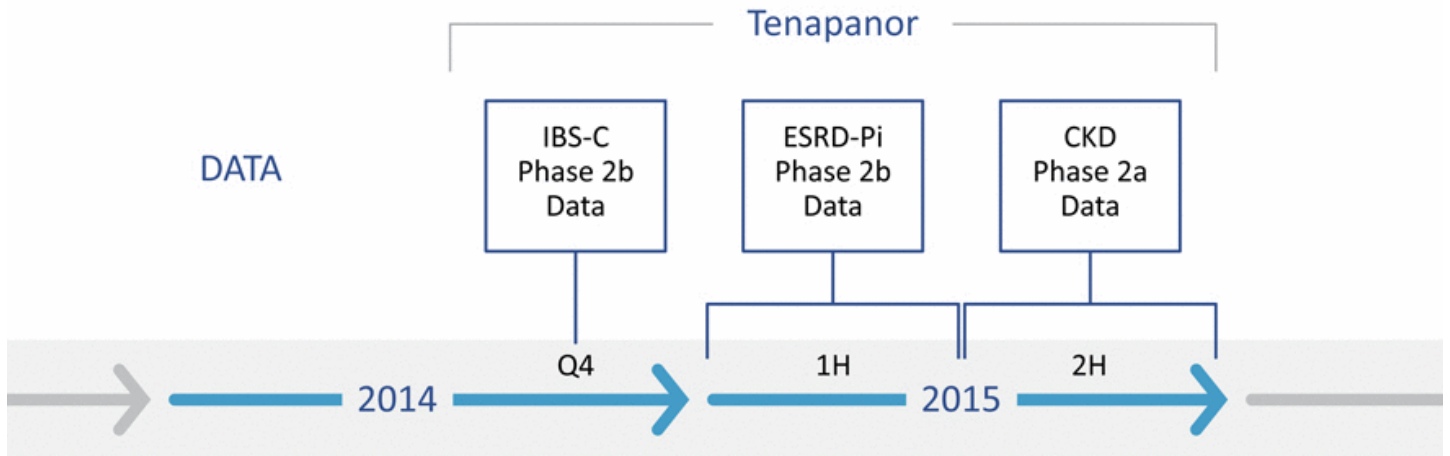 Tenapanor
DATA
IBS-C
Phase 2b
Data
ESRD-Pi
Phase 2b
Data
CKD
Phase 2a
Data
Q4
1H
2H
2014
2015